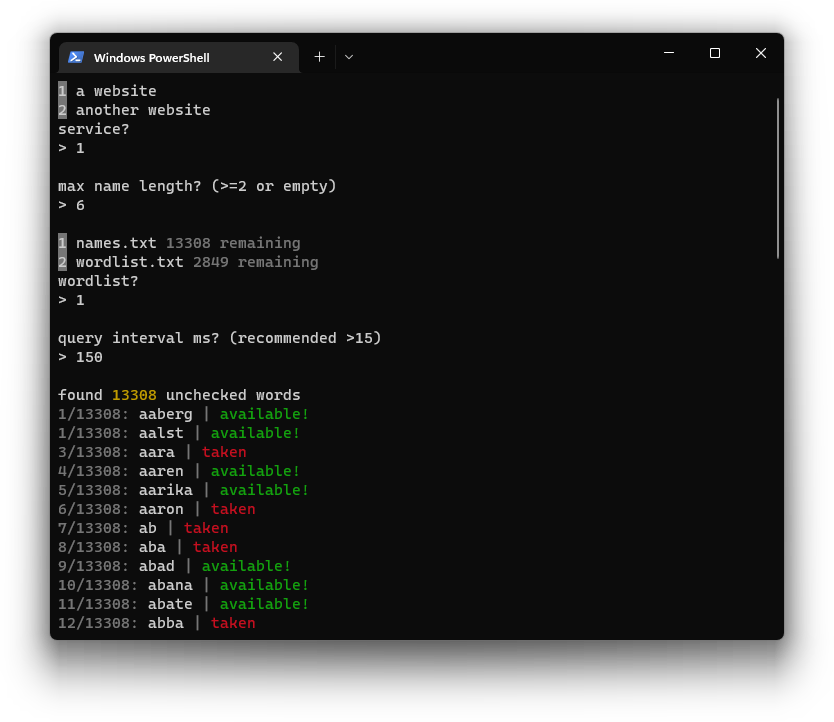 Windows PowerShell
1 a website
2 another website
service?
> 1
max name length? (>=2 or empty)
> 6
1 names.txt 13308 remaining
2 wordlist.txt 2849 remaining
wordlist?
> 1
query interval ms? (recommended >15)
> 150
found 13308 unchecked words
1/13308: aaberg | available!
1/13308: aalst | available!
3/13308: aara | taken
4/13308: aaren | available!
5/13308: aarika | available!
6/13308: aaron | taken
7/13308: ab | taken
8/13308: aba | taken
9/13308: abad | available!
10/13308: abana | available!
11/13308: abate | available!
12/13308: abba | taken